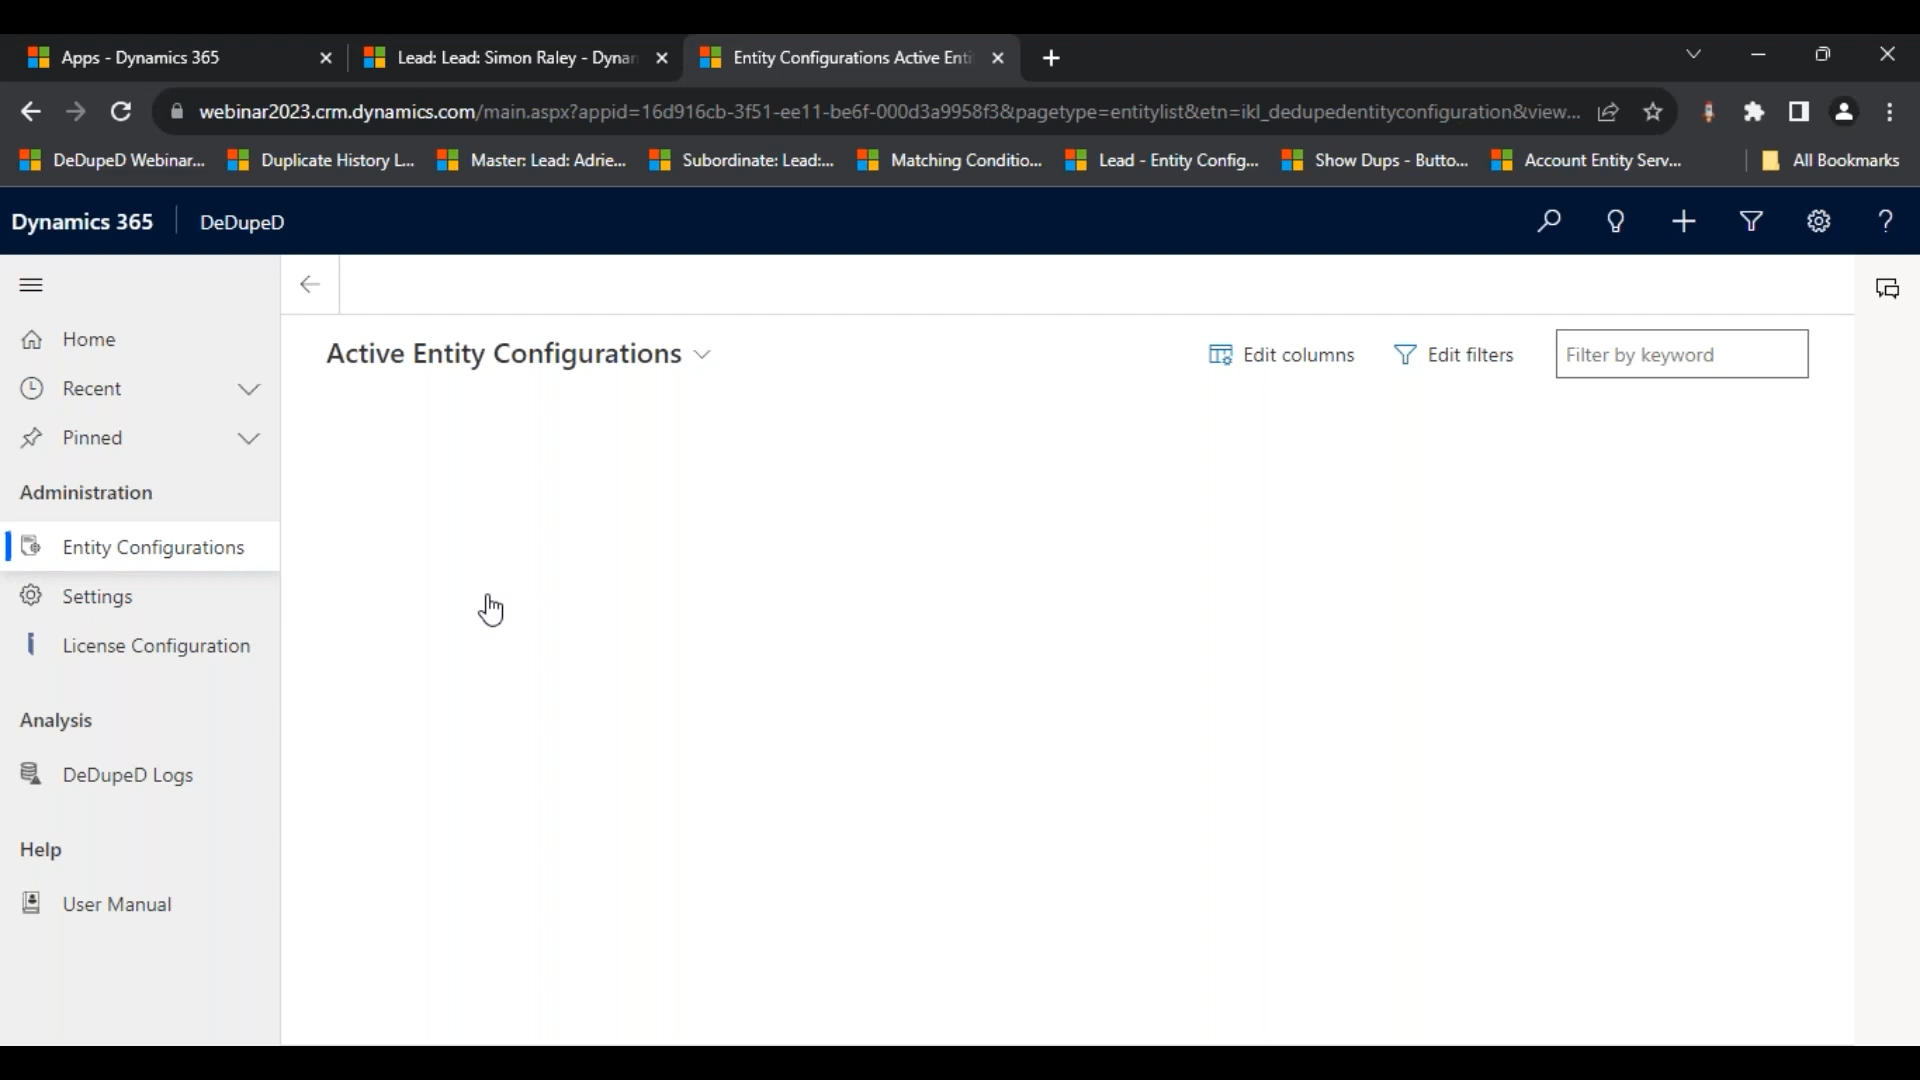 Apps - Dynamics 365
Lead: Lead: Simon Raley - Dynar
Entity Configurations Active Enti
webinar2023.crm.dynamics.com/main.aspx?appid=16d916cb-3f51-ee11-be6f-000d3a9958f3&pagetype=entitylist&etn=ikl_dedupedentityconfiguration&view...
DeDupeD Webinar...
Duplicate History L...
Master: Lead: Adrie...
Subordinate: Lead:...
Matching Conditio...
Lead - Entity Config...
Show Dups - Butto...
Account Entity Serv...
All Bookmarks
Dynamics 365
DeDupeD
Home
Recent
Pinned
Administration
Entity Configurations
Settings
License Configuration
Analysis
DeDupeD Logs
Help
User Manual
Active Entity Configurations
Edit columns
Edit filters
Filter by keyword